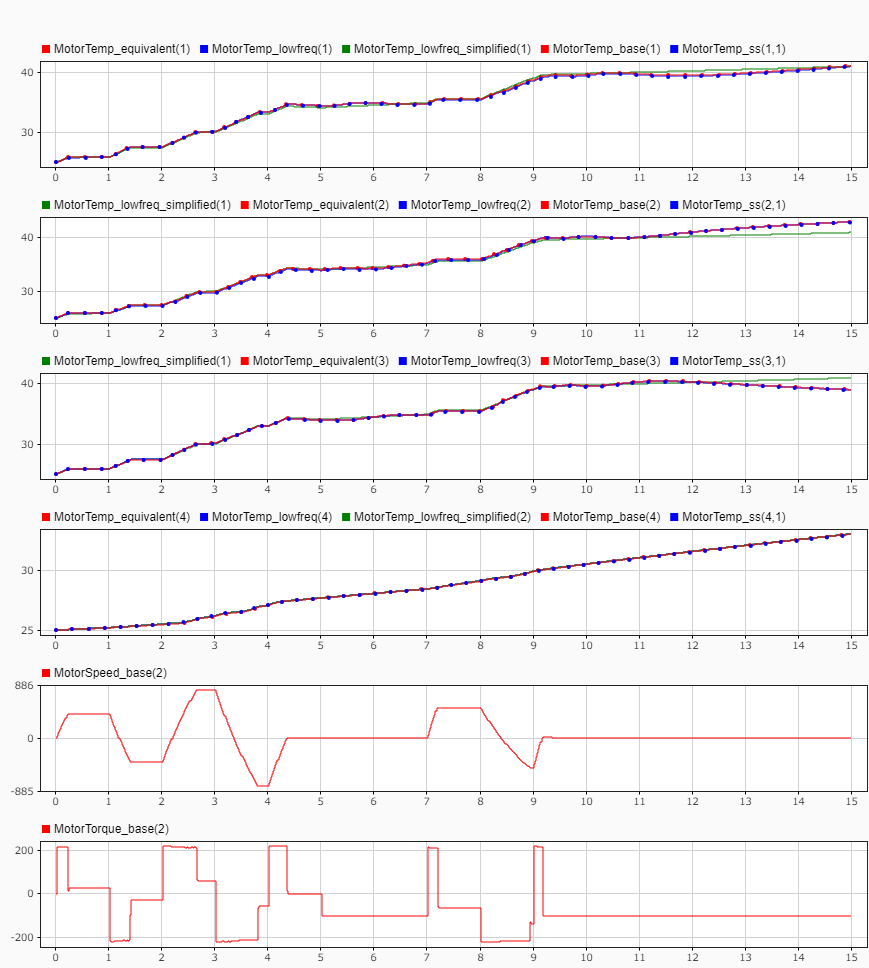 MotorTemp_equivalent(1) MotorTemp_lowfreq(1) MotorTemp_lowfreq_simplified(1) MotorTemp_base(1) MotorTemp_ss(1,1)
40
30
0 1 2 3 4 5 6 7 8 9 10 11 12 13 14 15
MotorTemp_lowfreq_simplified(1) MotorTemp_equivalent(2) MotorTemp_lowfreq(2) MotorTemp_base(2) MotorTemp_ss(2,1)
40
30
0 1 2 3 4 5 6 7 8 9 10 11 12 13 14 15
MotorTemp_lowfreq_simplified(1) MotorTemp_equivalent(3) MotorTemp_lowfreq(3) MotorTemp_base(3) MotorTemp_ss(3,1)
40
30
0 1 2 3 4 5 6 7 8 9 10 11 12 13 14 15
MotorTemp_equivalent(4) MotorTemp_lowfreq(4) MotorTemp_lowfreq_simplified(2) MotorTemp_base(4) MotorTemp_ss(4,1)
30
25
0 1 2 3 4 5 6 7 8 9 10 11 12 13 14 15
MotorSpeed_base(2)
886
0
-885
0 1 2 3 4 5 6 7 8 9 10 11 12 13 14 15
MotorTorque_base(2)
200
0
-200
0 1 2 3 4 5 6 7 8 9 10 11 12 13 14 15